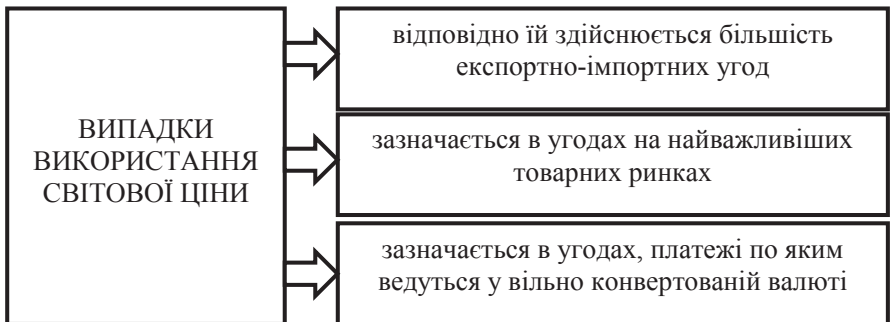 ВИПАДКИ
ВИКОРИСТАННЯ
СВІТОВОЇ ЦІНИ
відповідно їй здійснюється більшість
експортно-імпортних угод
зазначається в угодах на найважливіших
товарних ринках
зазначається в угодах, платежі по яким
ведуться у вільно конвертованій валюті